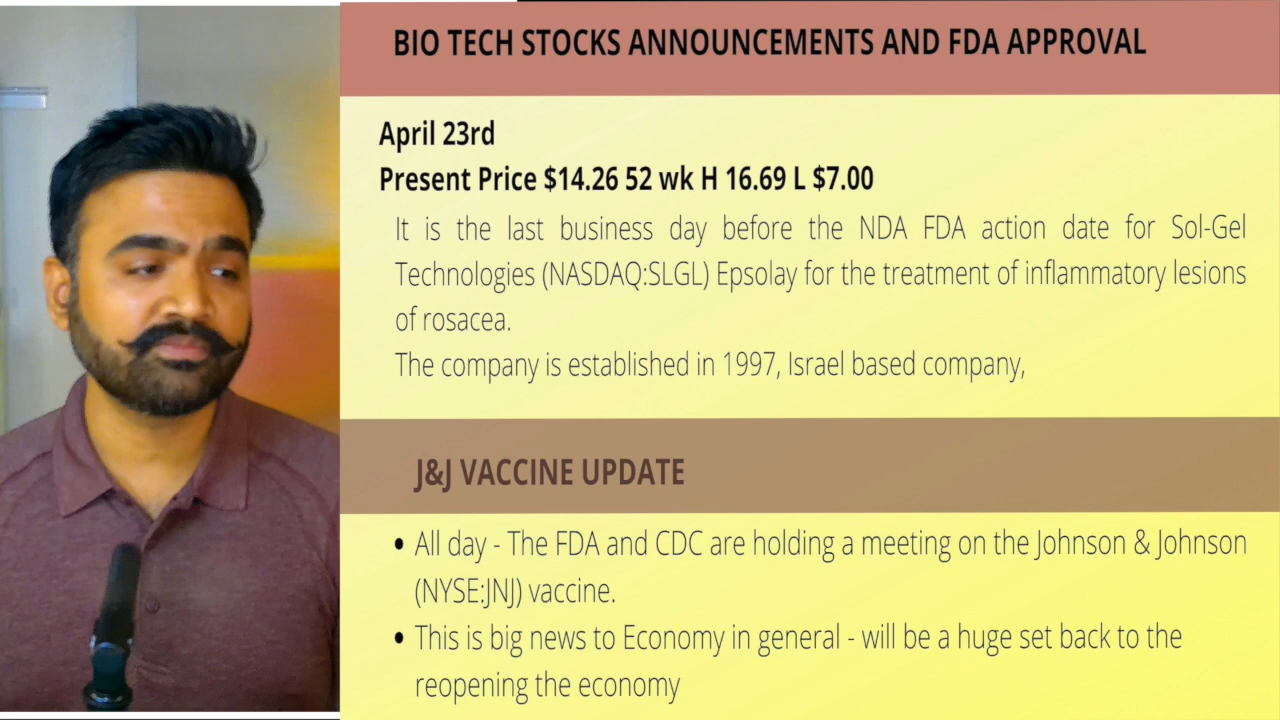 BIO TECH STOCKS ANNOUNCEMENTS AND FDA APPROVAL
April 23rd
Present Price $14.26 52 wk H 16.69 L $7.00
It is the last business day before the NDA FDA action date for Sol-Gel
Technologies (NASDAQ:SLGL) Epsolay for the treatment of inflammatory lesions
of rosacea.
The company is established in 1997, Israel based company,
J&J VACCINE UPDATE
• All day - The FDA and CDC are holding a meeting on the Johnson & Johnson
(NYSE:JNJ) vaccine.
• This is big news to Economy in general - will be a huge set back to the
reopening the economy